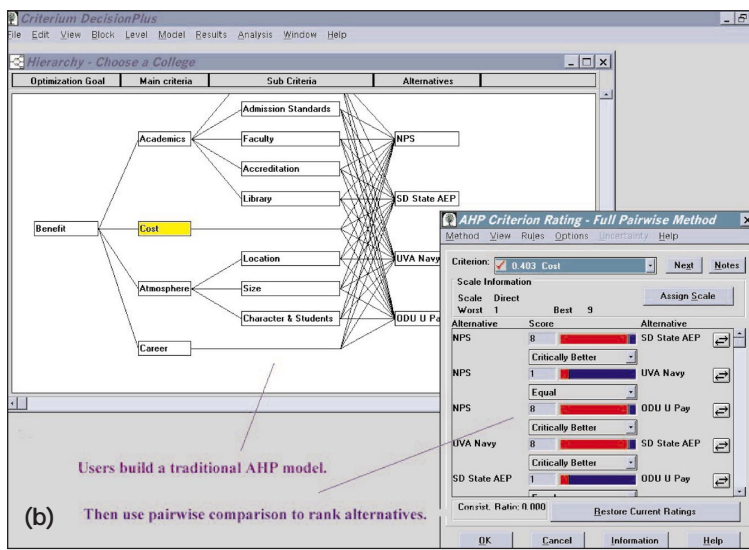 Criterium DecisionPlus
File Edit View Block Level Model Results Analysis Window Help
Hierarchy - Choose a College
Optimization Goal Main criteria Sub Criteria Alternatives
Admission Standards
Academics Faculty NPS
Accreditation
Library SD State AEP
Benefit Cost
Location UVA Navy
Atmosphere Size
Character & Students ODU U Pay
Career
AHP Criterion Rating - Full Pairwise Method
Method View Rules Options Uncertainty Help
Criterion: 0.403 Cost Next Notes
Scale Information
Scale Direct Assign Scale
Worst 1 Best 9
Alternative Score Alternative
NPS 8 SD State AEP
Critically Better
NPS 1 UVA Navy
Equal
NPS 8 ODU U Pay
Critically Better
UVA Navy 8 SD State AEP
Critically Better
SD State AEP 1 ODU U Pay
Consist. Ratio: 0.000 Restore Current Ratings
OK Cancel Information Help
Users build a traditional AHP model.
Then use pairwise comparison to rank alternatives.
(b)